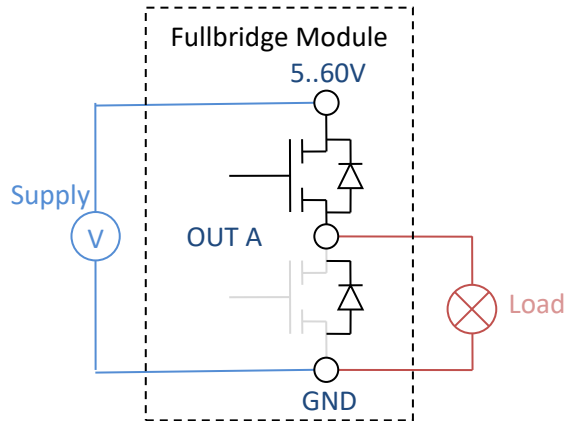 Fullbridge Module
5..60V
Supply
V
OUT A
Load
GND